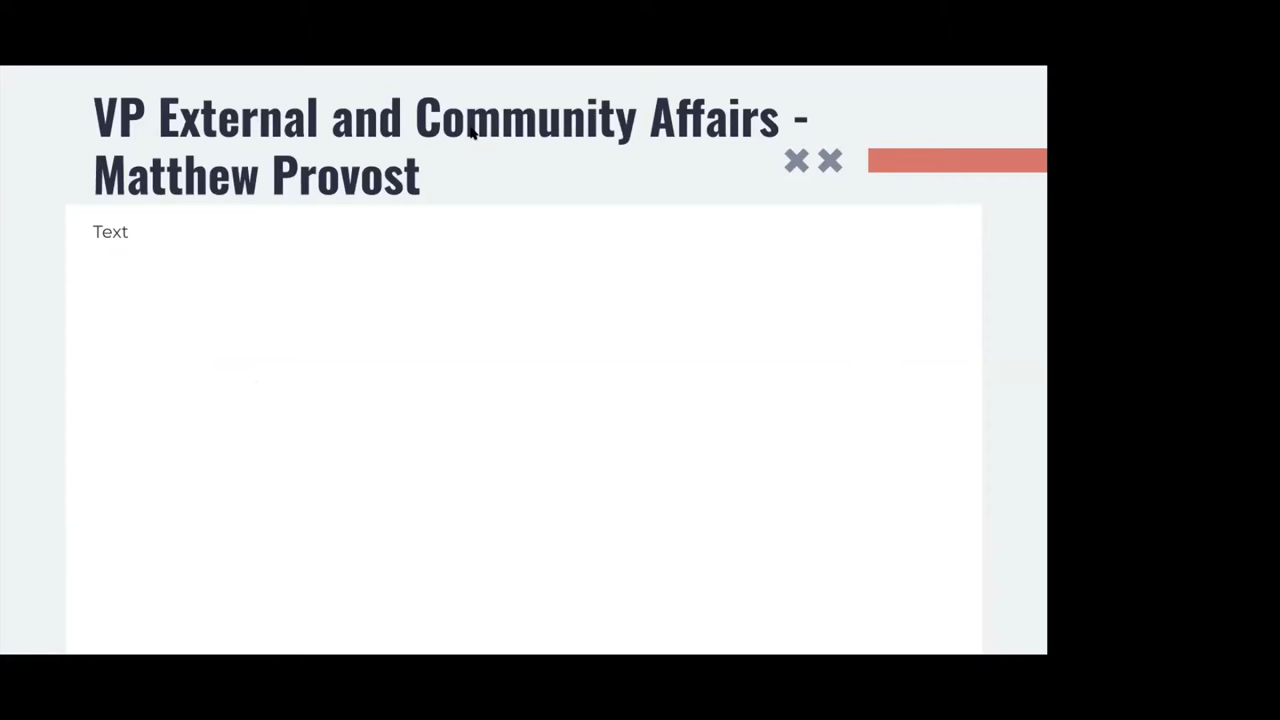 VP External and Community Affairs -
Matthew Provost
Text